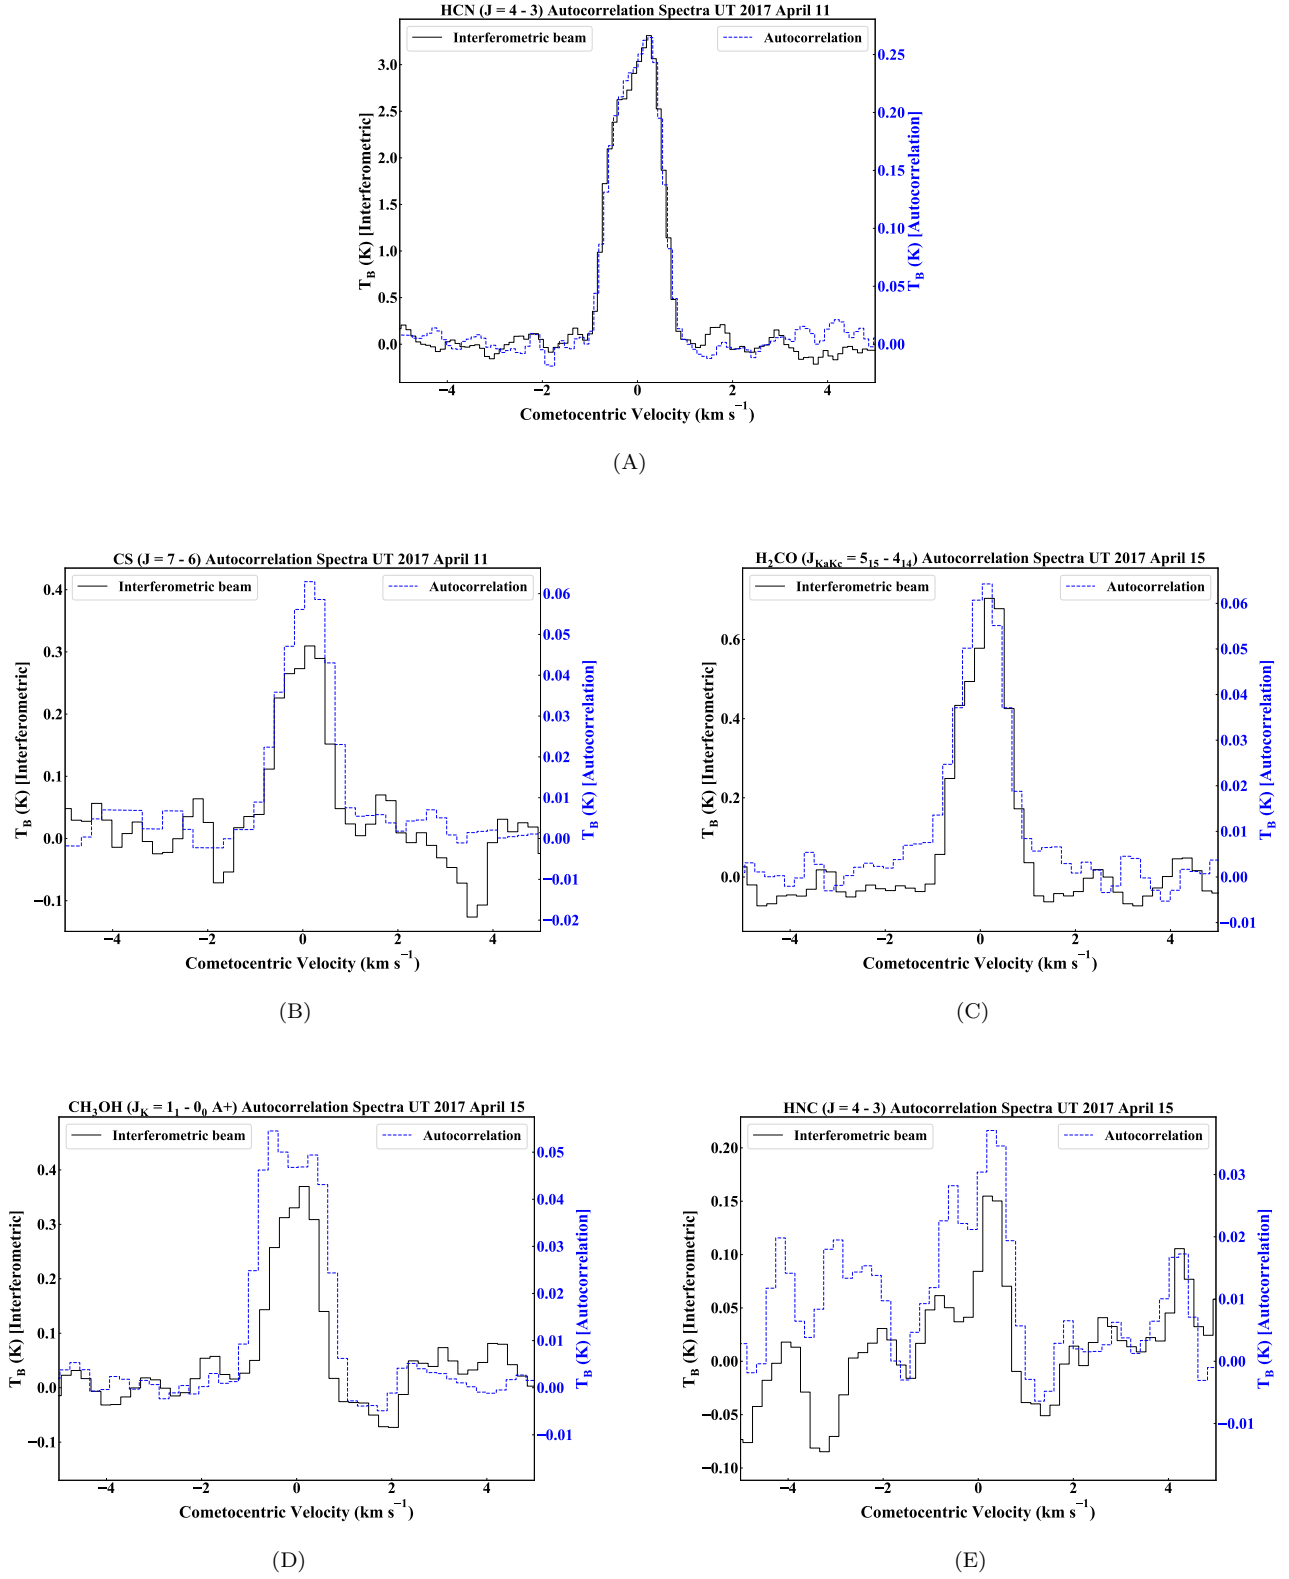 HCN (J = 4 - 3) Autocorrelation Spectra UT 2017 April 11
Interferometric beam
Autocorrelation
T_B (K) [Interferometric]
3.0
2.5
2.0
1.5
1.0
0.5
0.0
0.25
0.20
0.15
0.10
0.05
0.00
T_B (K) [Autocorrelation]
−4 −2 0 2 4
Cometocentric Velocity (km s⁻¹)
(A)
CS (J = 7 - 6) Autocorrelation Spectra UT 2017 April 11
Interferometric beam
Autocorrelation
T_B (K) [Interferometric]
0.4
0.3
0.2
0.1
0.0
−0.1
0.06
0.05
0.04
0.03
0.02
0.01
0.00
−0.01
−0.02
T_B (K) [Autocorrelation]
−4 −2 0 2 4
Cometocentric Velocity (km s⁻¹)
(B)
H₂CO (J_KaKc = 5₁₅ - 4₁₄) Autocorrelation Spectra UT 2017 April 15
Interferometric beam
Autocorrelation
T_B (K) [Interferometric]
0.6
0.4
0.2
0.0
0.06
0.05
0.04
0.03
0.02
0.01
0.00
−0.01
T_B (K) [Autocorrelation]
−4 −2 0 2 4
Cometocentric Velocity (km s⁻¹)
(C)
CH₃OH (J_K = 1₁ - 0₀ A+) Autocorrelation Spectra UT 2017 April 15
Interferometric beam
Autocorrelation
T_B (K) [Interferometric]
0.4
0.3
0.2
0.1
0.0
−0.1
0.05
0.04
0.03
0.02
0.01
0.00
−0.01
T_B (K) [Autocorrelation]
−4 −2 0 2 4
Cometocentric Velocity (km s⁻¹)
(D)
HNC (J = 4 - 3) Autocorrelation Spectra UT 2017 April 15
Interferometric beam
Autocorrelation
T_B (K) [Interferometric]
0.20
0.15
0.10
0.05
0.00
−0.05
−0.10
0.03
0.02
0.01
0.00
−0.01
T_B (K) [Autocorrelation]
−4 −2 0 2 4
Cometocentric Velocity (km s⁻¹)
(E)